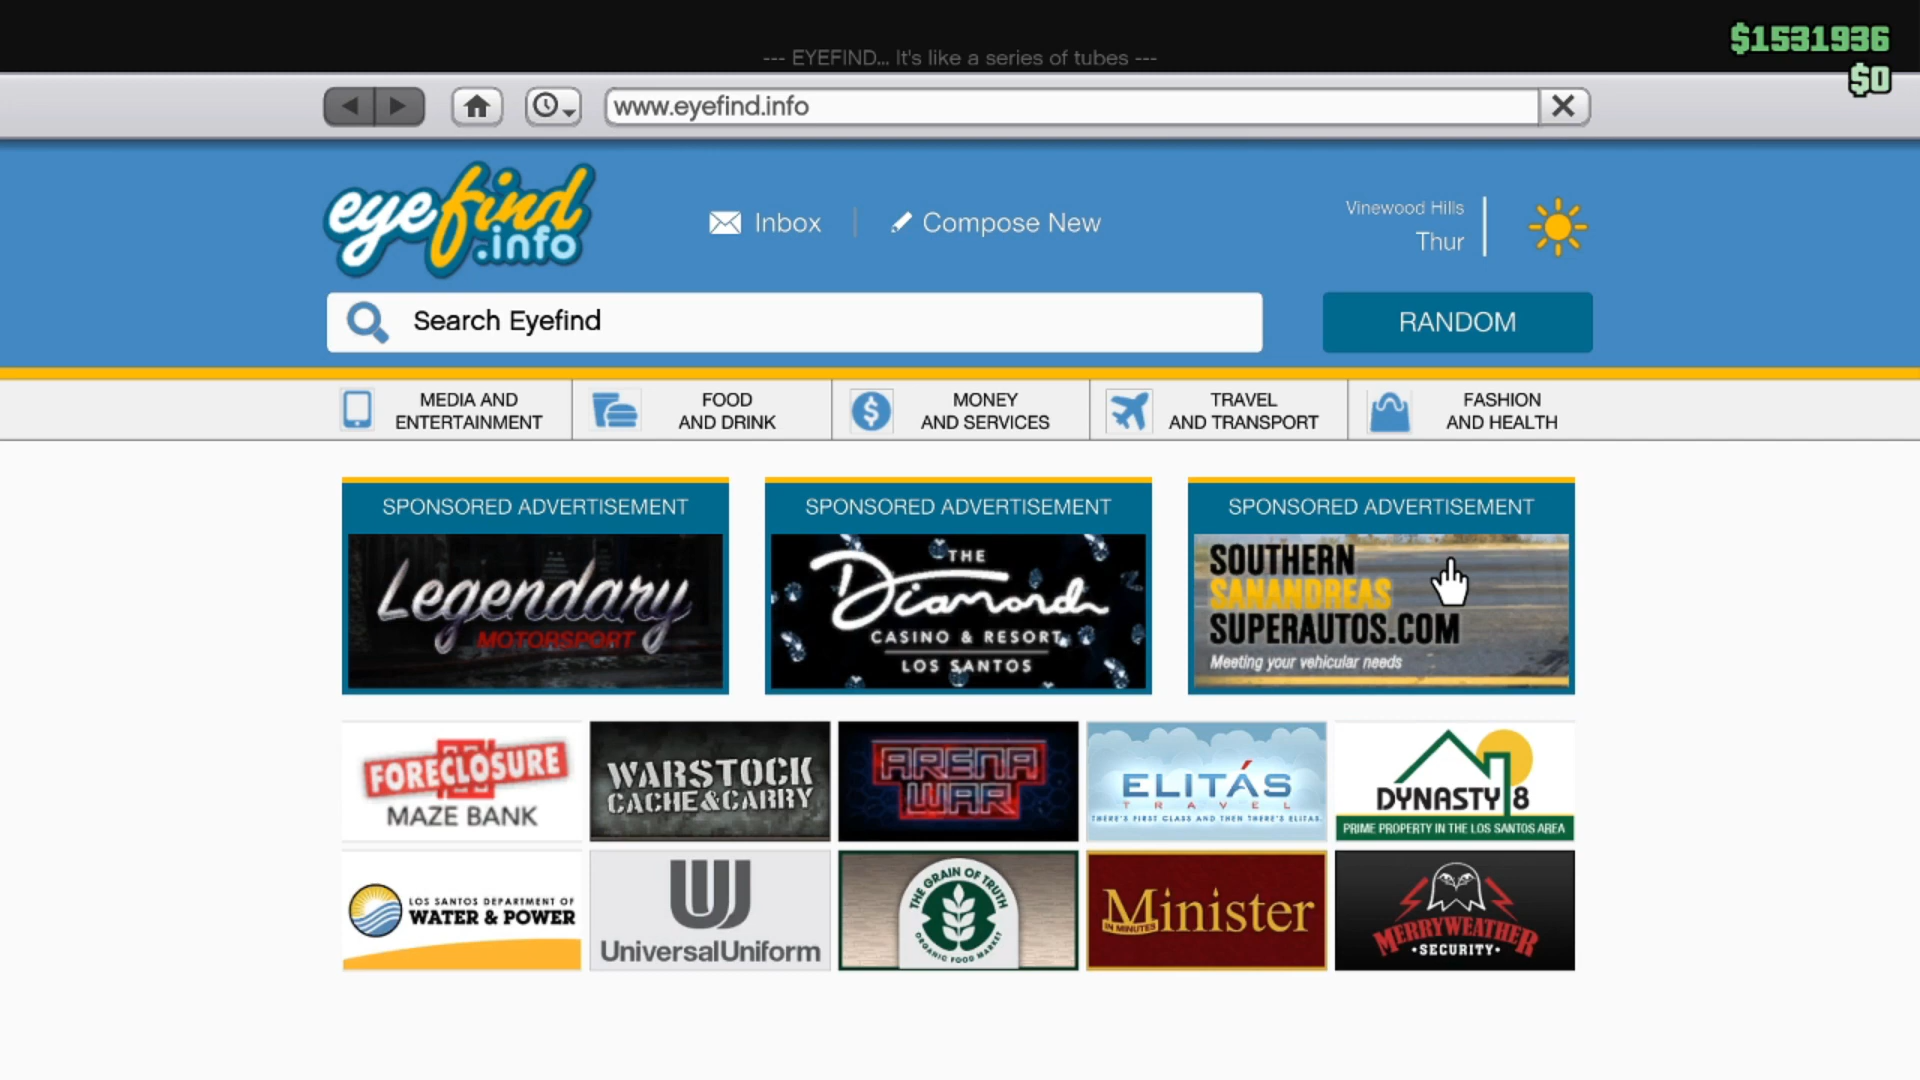 $1531936
--- EYEFIND... It's like a series of tubes ---
$0
www.eyefind.info
eyefind
.info
Inbox
Compose New
Vinewood Hills
Thur
Search Eyefind
RANDOM
MEDIA AND
ENTERTAINMENT
FOOD
AND DRINK
MONEY
AND SERVICES
TRAVEL
AND TRANSPORT
FASHION
AND HEALTH
SPONSORED ADVERTISEMENT
Legendary
MOTORSPORT
SPONSORED ADVERTISEMENT
THE
Diamond
CASINO & RESORT
LOS SANTOS
SPONSORED ADVERTISEMENT
SOUTHERN
SANANDREAS
SUPERAUTOS.COM
Meeting your vehicular needs
FORECLOSURE
MAZE BANK
WARSTOCK
CACHE&CARRY
ARENA
WAR
ELITÁS
TRAVEL
THERE'S FIRST CLASS AND THEN THERE'S ELITAS.
DYNASTY 8
PRIME PROPERTY IN THE LOS SANTOS AREA
LOS SANTOS DEPARTMENT OF
WATER & POWER
UniversalUniform
THE GRAIN OF TRUTH
ORGANIC FOOD MARKET
Minister
IN MINUTES
MERRYWEATHER
•SECURITY•